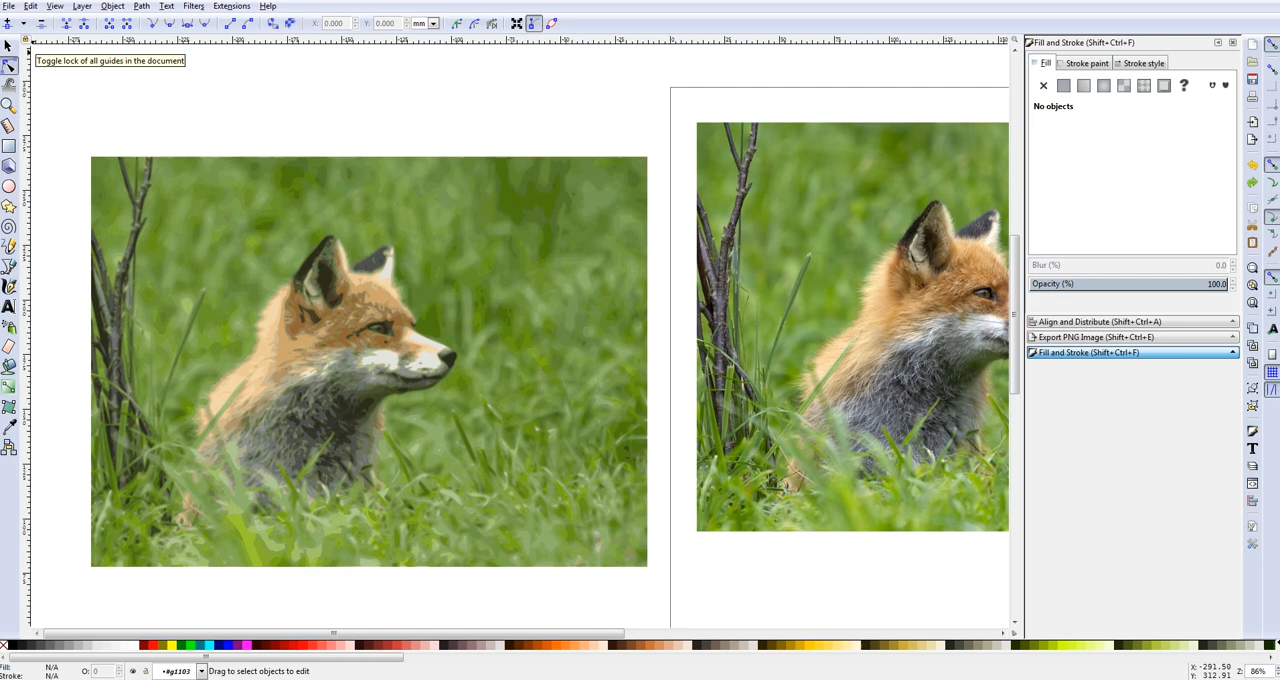 File Edit View Layer Object Path Text Filters Extensions Help
X: 0.000 Y: 0.000 mm
Toggle lock of all guides in the document
Fill and Stroke (Shift+Ctrl+F)
Fill Stroke paint Stroke style
No objects
Blur (%) 0.0
Opacity (%) 100.0
Align and Distribute (Shift+Ctrl+A)
Export PNG Image (Shift+Ctrl+E)
Fill and Stroke (Shift+Ctrl+F)
Fill: N/A
Stroke: N/A
O: 0
•#g1103
Drag to select objects to edit
X: -291.50
Y: 312.91
Z: 86%